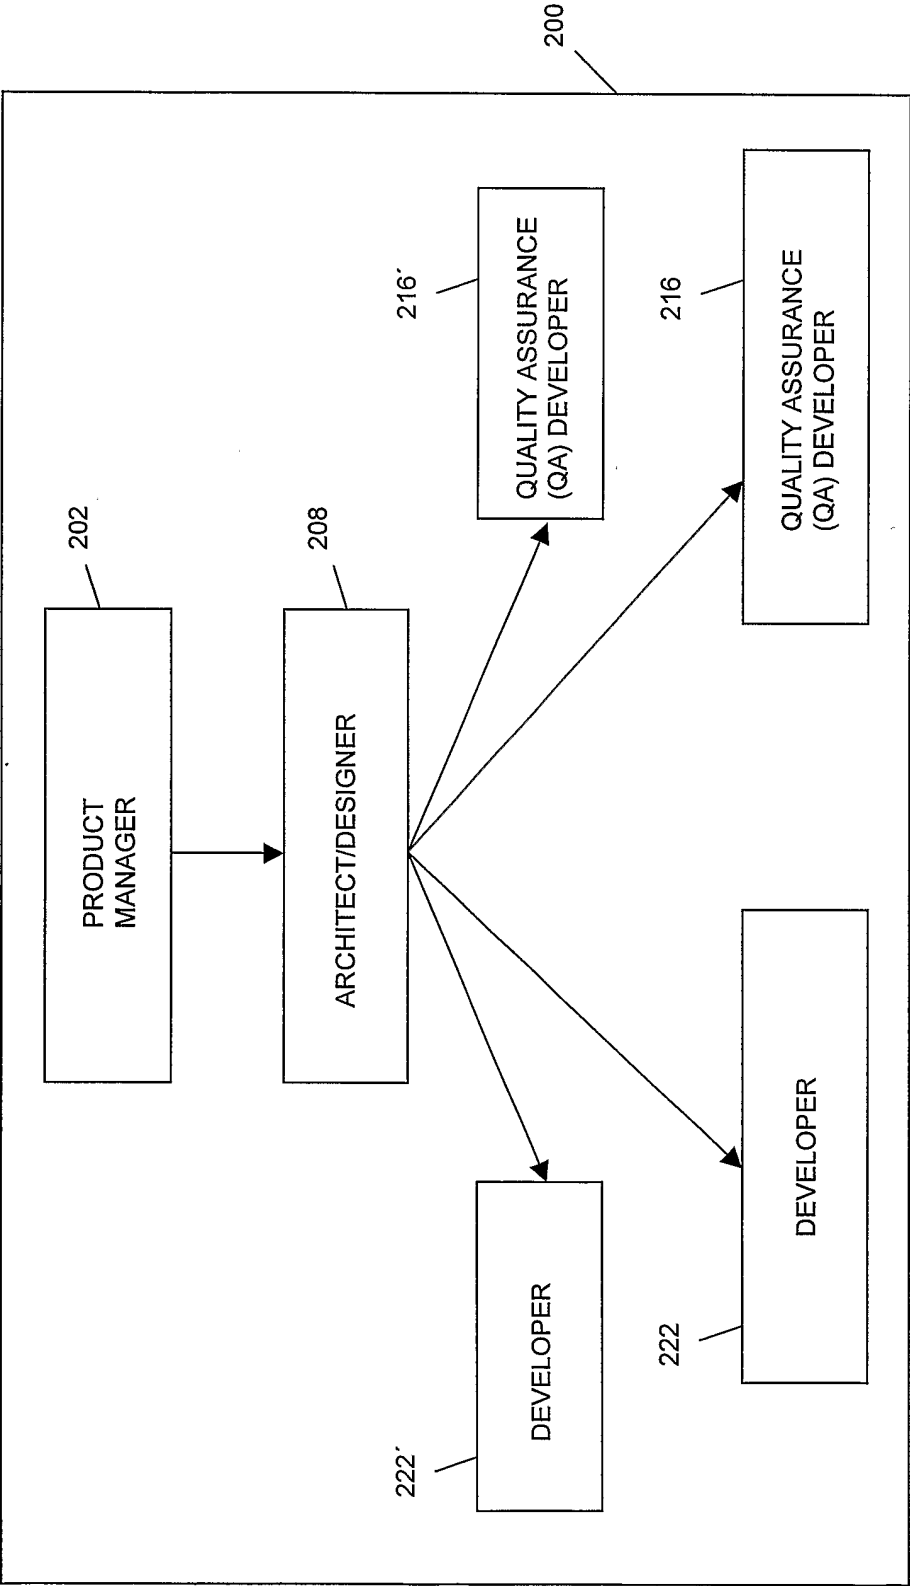 200
202
PRODUCT
MANAGER
208
ARCHITECT/DESIGNER
216´
QUALITY ASSURANCE
(QA) DEVELOPER
222´
DEVELOPER
216
QUALITY ASSURANCE
(QA) DEVELOPER
222
DEVELOPER